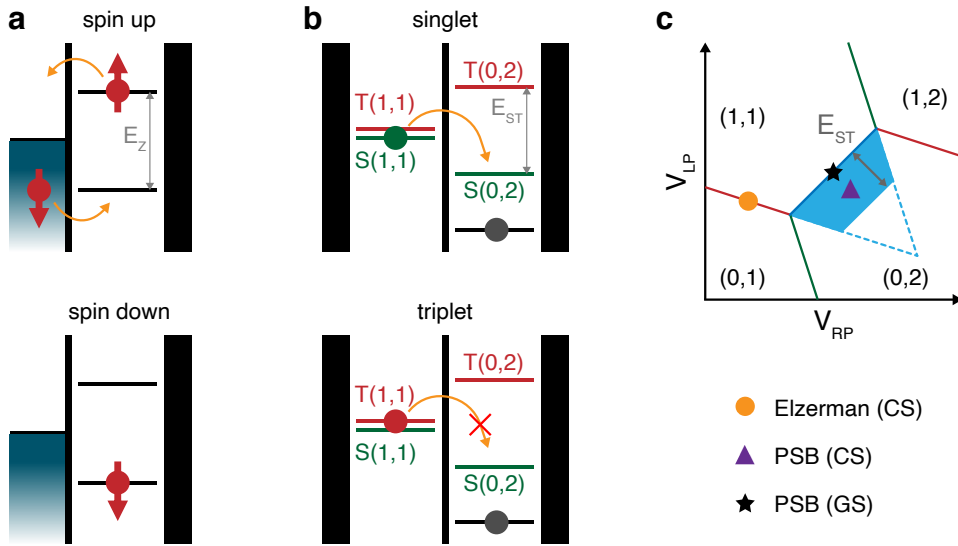 a
spin up
E_Z
spin down
b
singlet
T(0,2)
T(1,1)
E_ST
S(1,1)
S(0,2)
triplet
T(0,2)
T(1,1)
S(1,1)
S(0,2)
c
(1,1)
(1,2)
E_ST
V_LP
(0,1)
(0,2)
V_RP
Elzerman (CS)
PSB (CS)
PSB (GS)